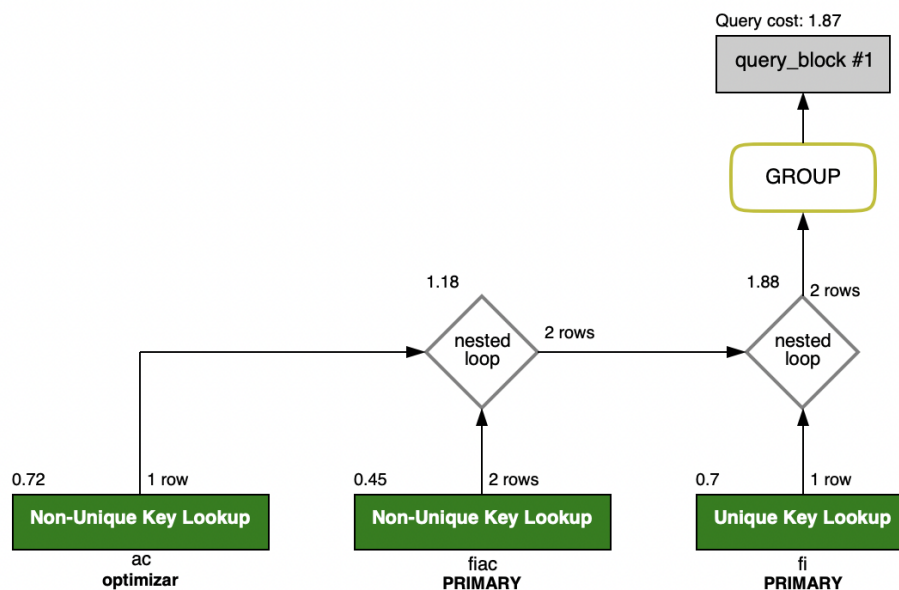 Query cost: 1.87
query_block #1
GROUP
1.18
1.88
2 rows
nested
loop
2 rows
nested
loop
0.72
1 row
0.45
2 rows
0.7
1 row
Non-Unique Key Lookup
Non-Unique Key Lookup
Unique Key Lookup
ac
optimizar
fiac
PRIMARY
fi
PRIMARY